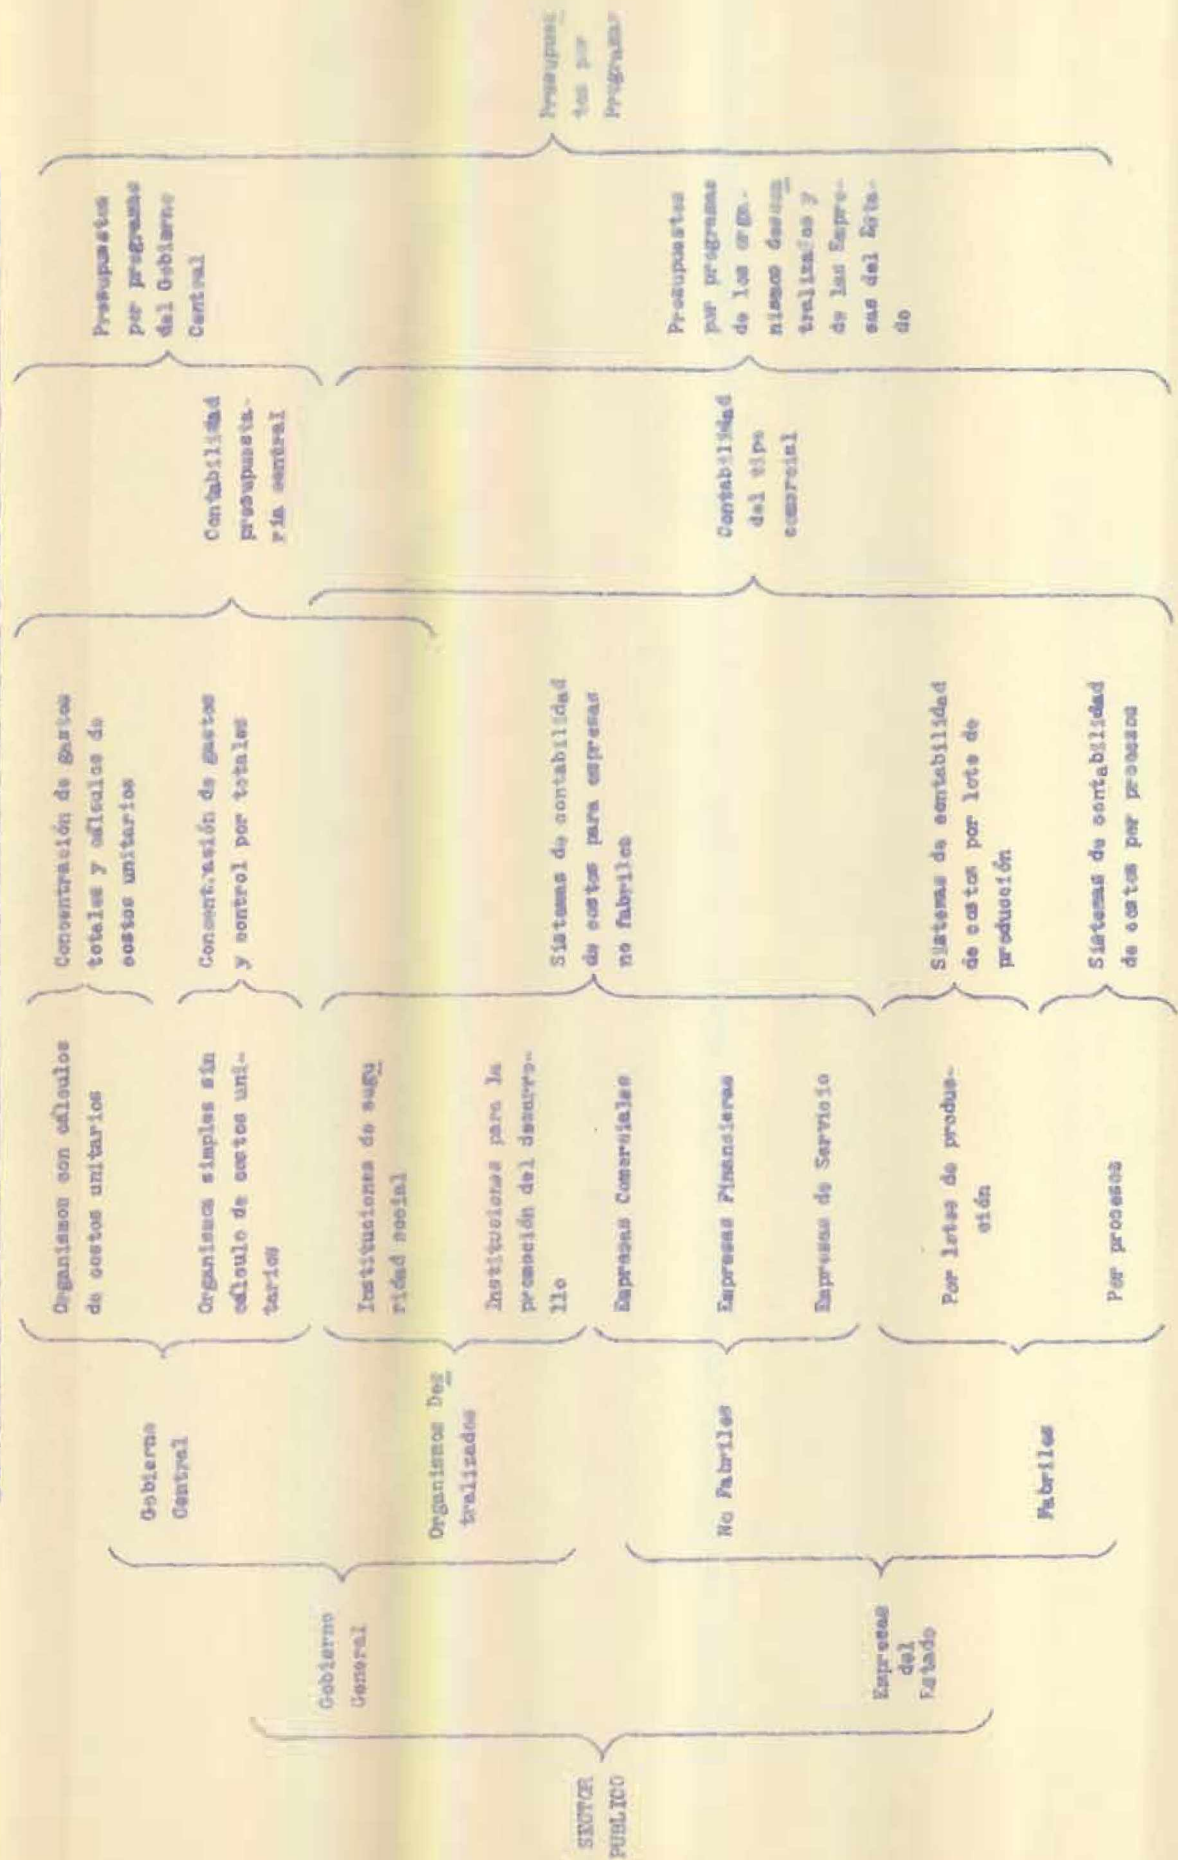 SECTOR
PUBLICO
Gobierno
General
Empresas
del
Estado
Gobierno
Central
Organismos Des
tralizados
No Fabriles
Fabriles
Organismos con cálculos
de costos unitarios
Organismos simples sin
cálculo de costos uni-
tarios
Instituciones de sugu
ridad social
Instituciones para la
promoción del desarro-
llo
Empresas Comerciales
Empresas Financieras
Empresas de Servicio
Por lotes de produc-
ción
Por procesos
Concentración de gastos
totales y cálculos de
costos unitarios
Concentración de gastos
y control por totales
Sistemas de contabilidad
de costos para empresas
no fabriles
Sistemas de contabilidad
de costos por lote de
producción
Sistemas de contabilidad
de costos por procesos
Contabilidad
presupuesta-
ria central
Contabilidad
del tipo
comercial
Presupuestos
por programas
del Gobierno
Central
Presupuestos
por programas
de los orga-
nismos descen
tralizados y
de las Empre-
sas del Esta-
do
Presupues
tos por
Programas